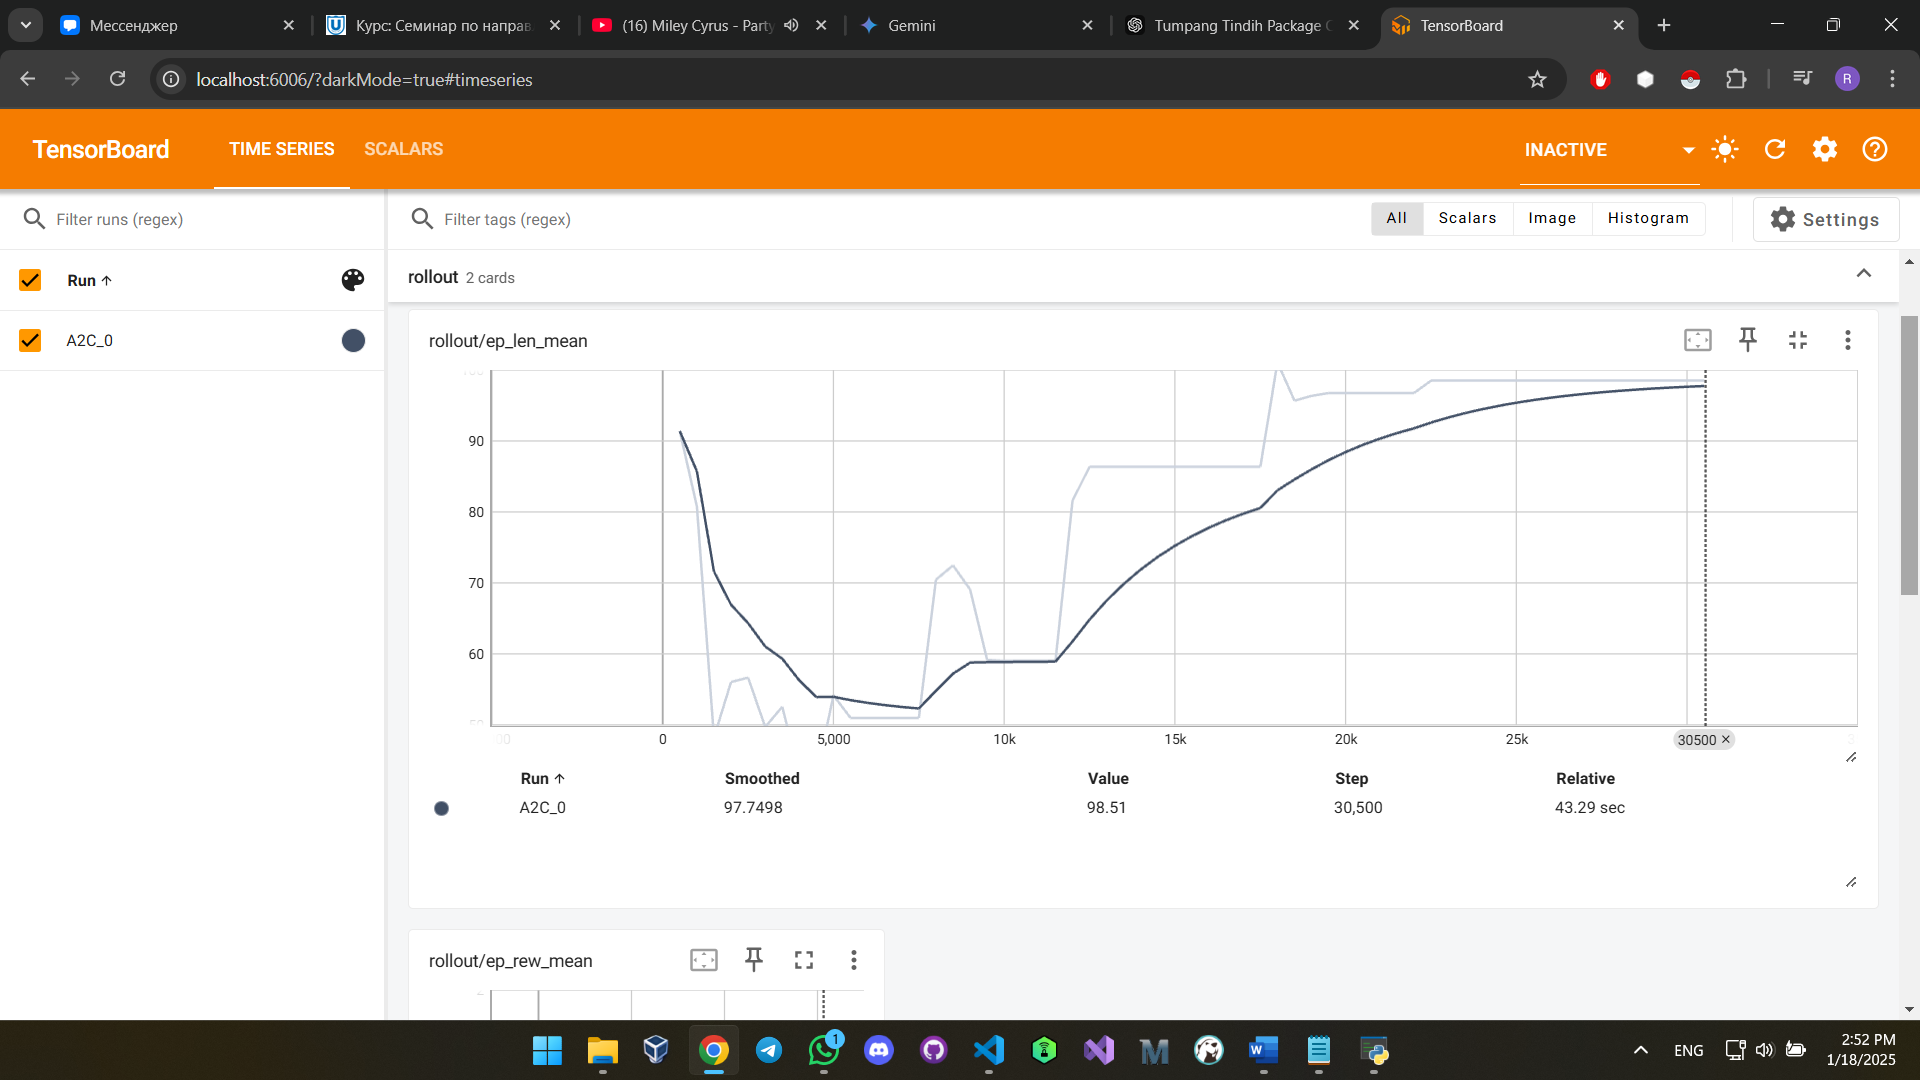 Мессенджер
Курс: Семинар по направ
(16) Miley Cyrus - Party
Gemini
Tumpang Tindih Package C
TensorBoard
localhost:6006/?darkMode=true#timeseries
R
TensorBoard
TIME SERIES
SCALARS
INACTIVE
Filter runs (regex)
Filter tags (regex)
All
Scalars
Image
Histogram
Settings
Run
A2C_0
rollout 2 cards
rollout/ep_len_mean
90
80
70
60
0
5,000
10k
15k
20k
25k
30500
Run Smoothed Value Step Relative
A2C_0 97.7498 98.51 30,500 43.29 sec
rollout/ep_rew_mean
1
ENG
2:52 PM
1/18/2025